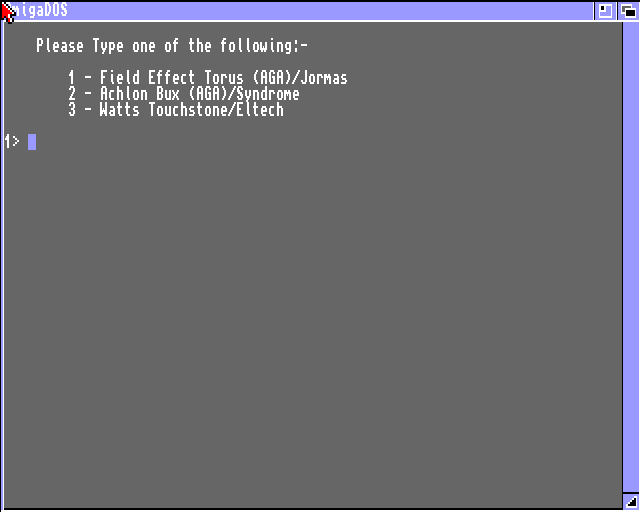 migaDOS
Please Type one of the following:-
1 - Field Effect Torus (AGA)/Jormas
2 - Achlon Bux (AGA)/Syndrome
3 - Watts Touchstone/Eltech
1>